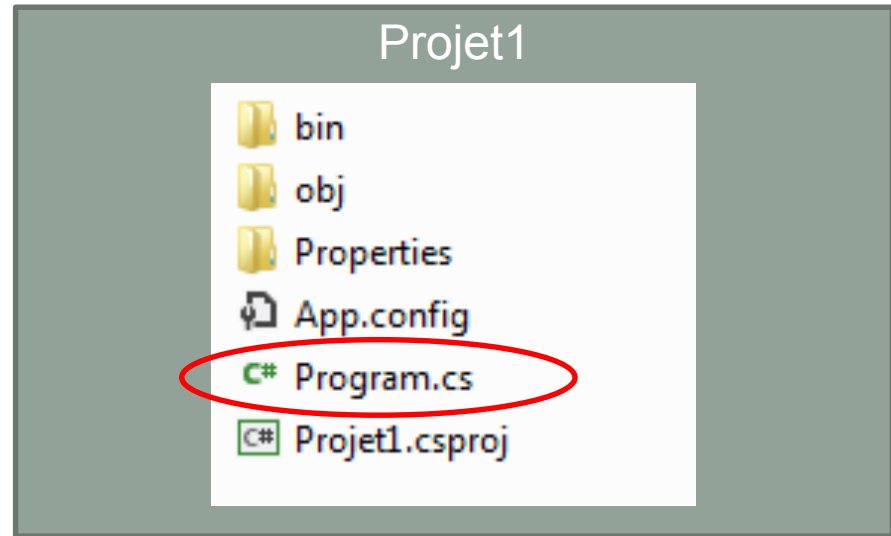 Projet1
bin
obj
Properties
App.config
C# Program.cs
C# Projet1.csproj